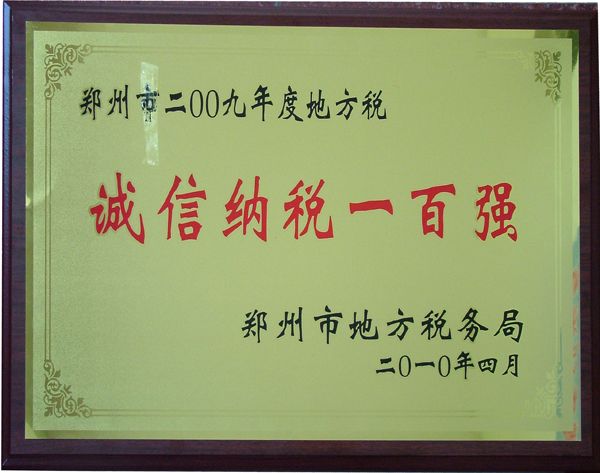 郑州市二00九年度地方税
诚信纳税一百强
郑州市地方税务局
二0一0年四月